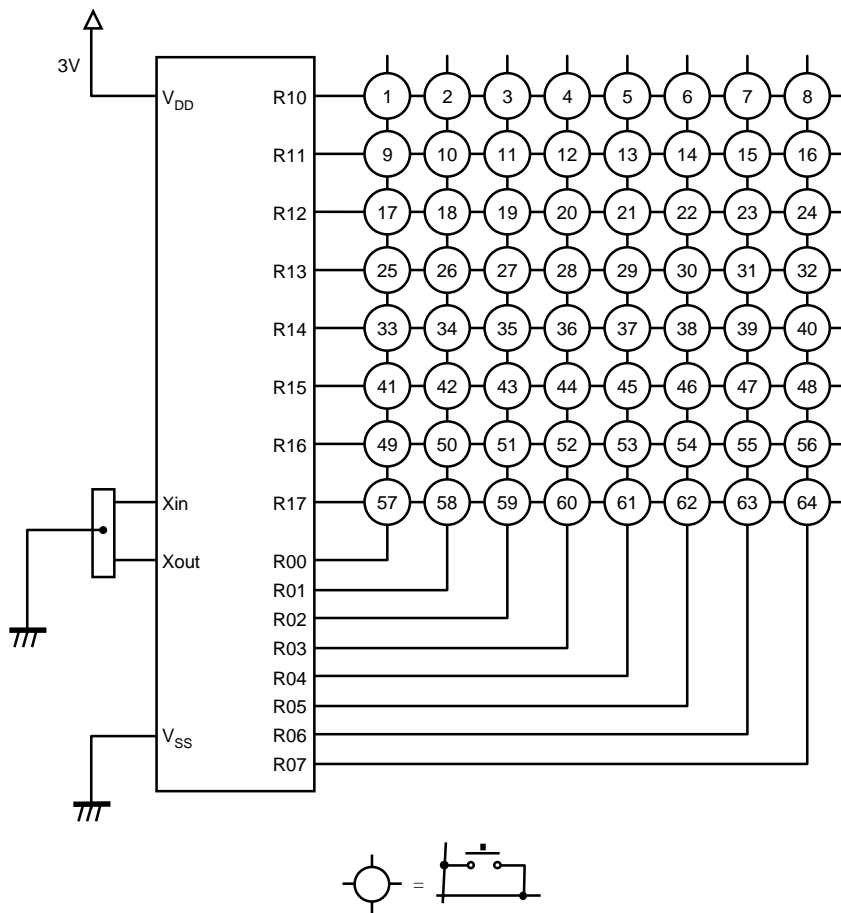 3V
V_DD R10 1 2 3 4 5 6 7 8
R11 9 10 11 12 13 14 15 16
R12 17 18 19 20 21 22 23 24
R13 25 26 27 28 29 30 31 32
R14 33 34 35 36 37 38 39 40
R15 41 42 43 44 45 46 47 48
R16 49 50 51 52 53 54 55 56
Xin R17 57 58 59 60 61 62 63 64
Xout R00
R01
R02
R03
R04
R05
V_SS R06
R07
=